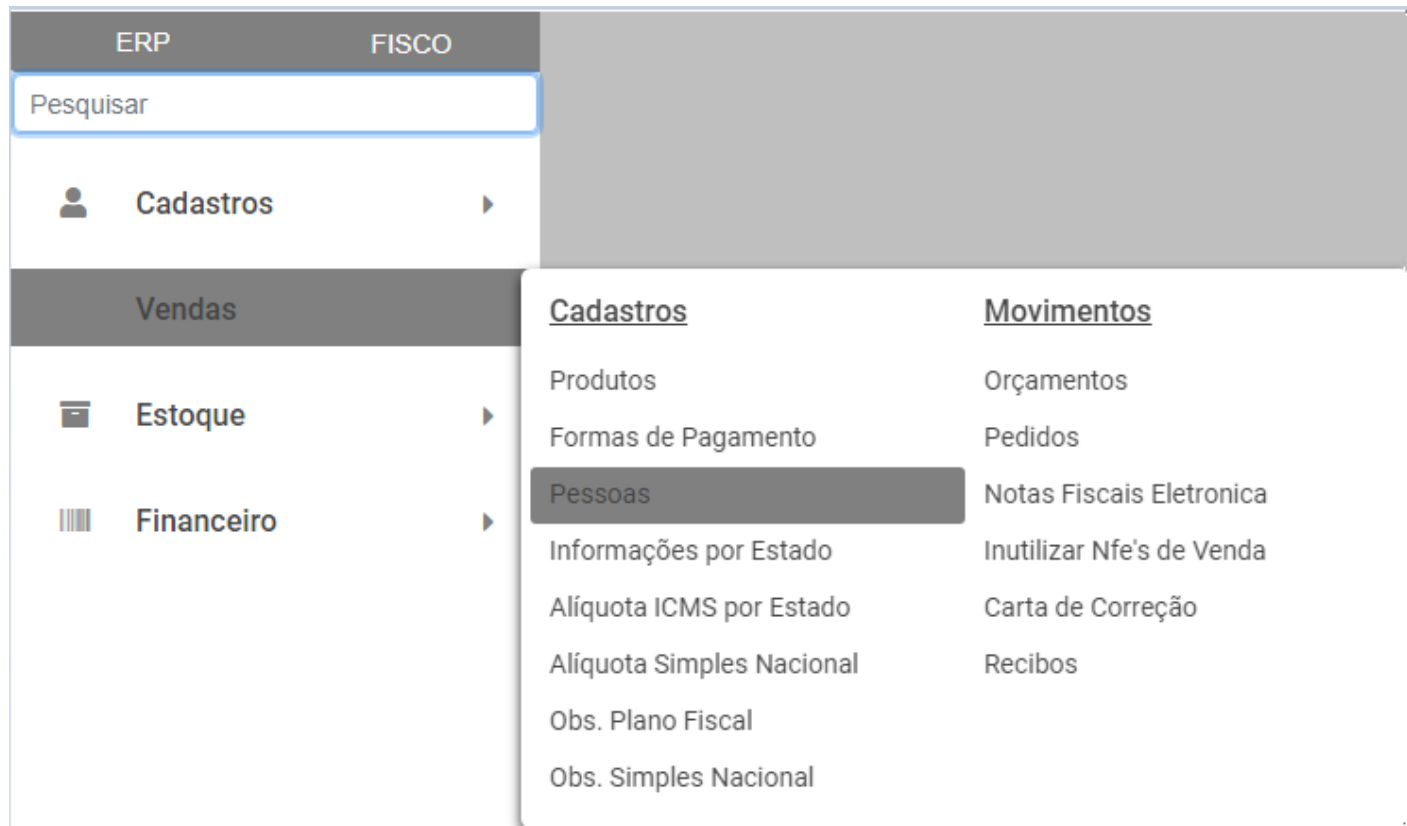 ERP FISCO
Pesquisar
Cadastros
Vendas
Estoque
Financeiro
Cadastros
Produtos
Formas de Pagamento
Pessoas
Informações por Estado
Alíquota ICMS por Estado
Alíquota Simples Nacional
Obs. Plano Fiscal
Obs. Simples Nacional
Movimentos
Orçamentos
Pedidos
Notas Fiscais Eletronica
Inutilizar Nfe's de Venda
Carta de Correção
Recibos